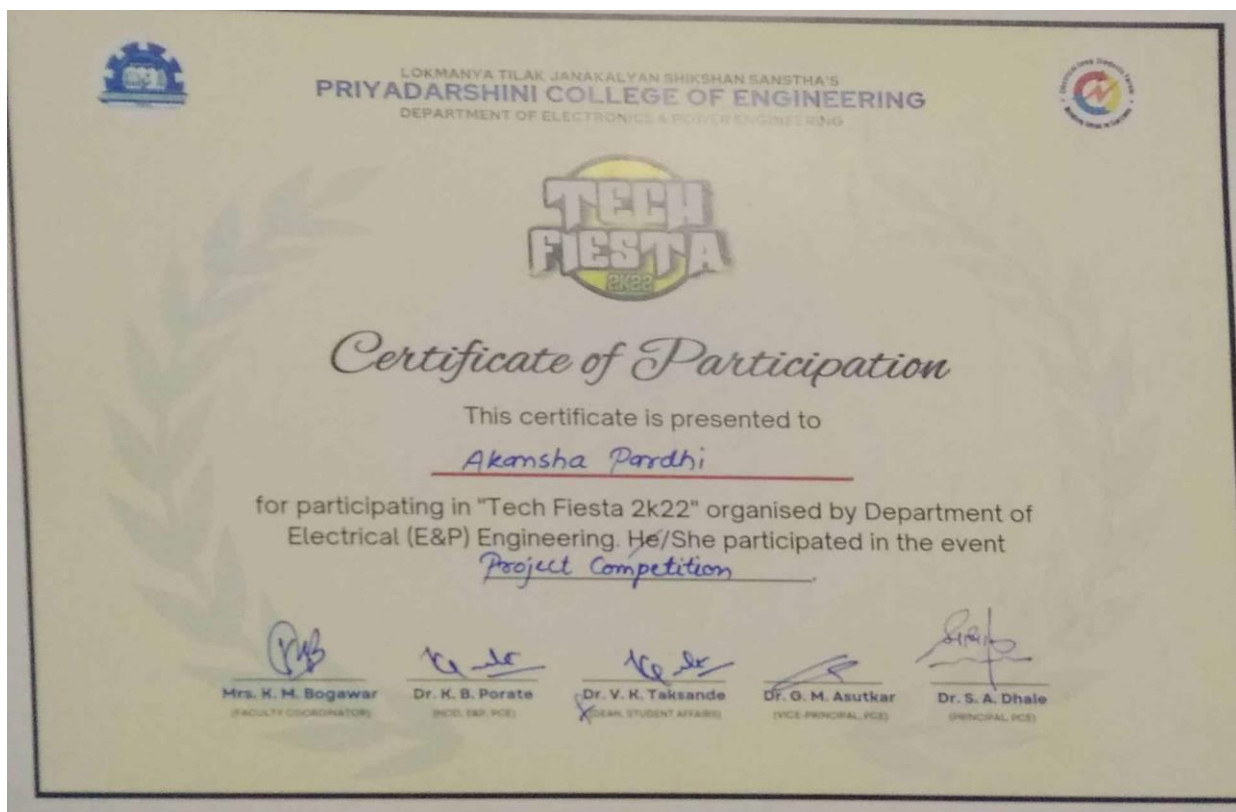 LOKMANYA TILAK JANAKALYAN SHIKSHAN SANSTHA'S
PRIYADARSHINI COLLEGE OF ENGINEERING
DEPARTMENT OF ELECTRONICS & POWER ENGINEERING
TECH
FIESTA
2K22
Certificate of Participation
This certificate is presented to
Akansha Pardhi
for participating in "Tech Fiesta 2k22" organised by Department of
Electrical (E&P) Engineering. He/She participated in the event
Project Competition
Mrs. K. M. Bogawar Dr. K. B. Porate Dr. V. K. Taksande Dr. G. M. Asutkar Dr. S. A. Dhale
(FACULTY COORDINATOR) (HOD, E&P, PCE) (DEAN, STUDENT AFFAIRS) (VICE-PRINCIPAL, PCE) (PRINCIPAL, PCE)